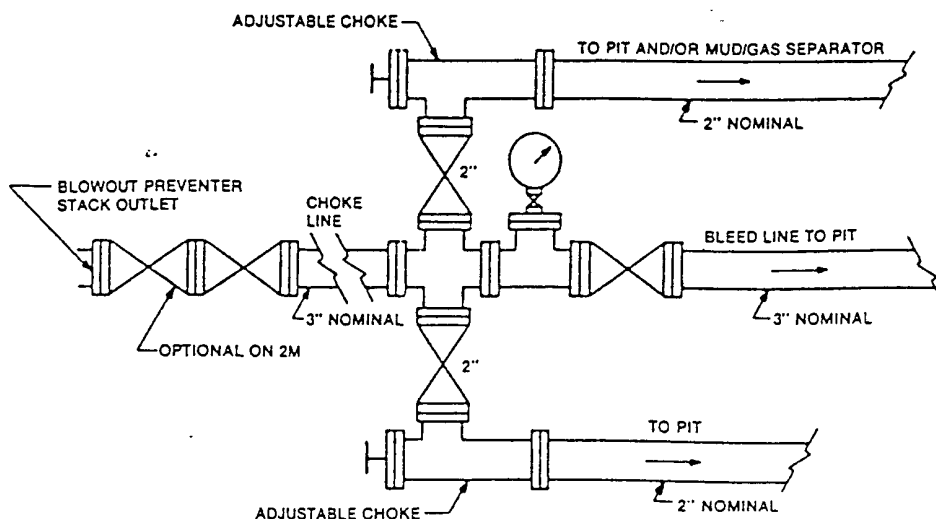 ADJUSTABLE CHOKE
TO PIT AND/OR MUD/GAS SEPARATOR
2" NOMINAL
2"
BLOWOUT PREVENTER
STACK OUTLET
CHOKE
LINE
BLEED LINE TO PIT
3" NOMINAL
3" NOMINAL
OPTIONAL ON 2M
2"
TO PIT
2" NOMINAL
ADJUSTABLE CHOKE